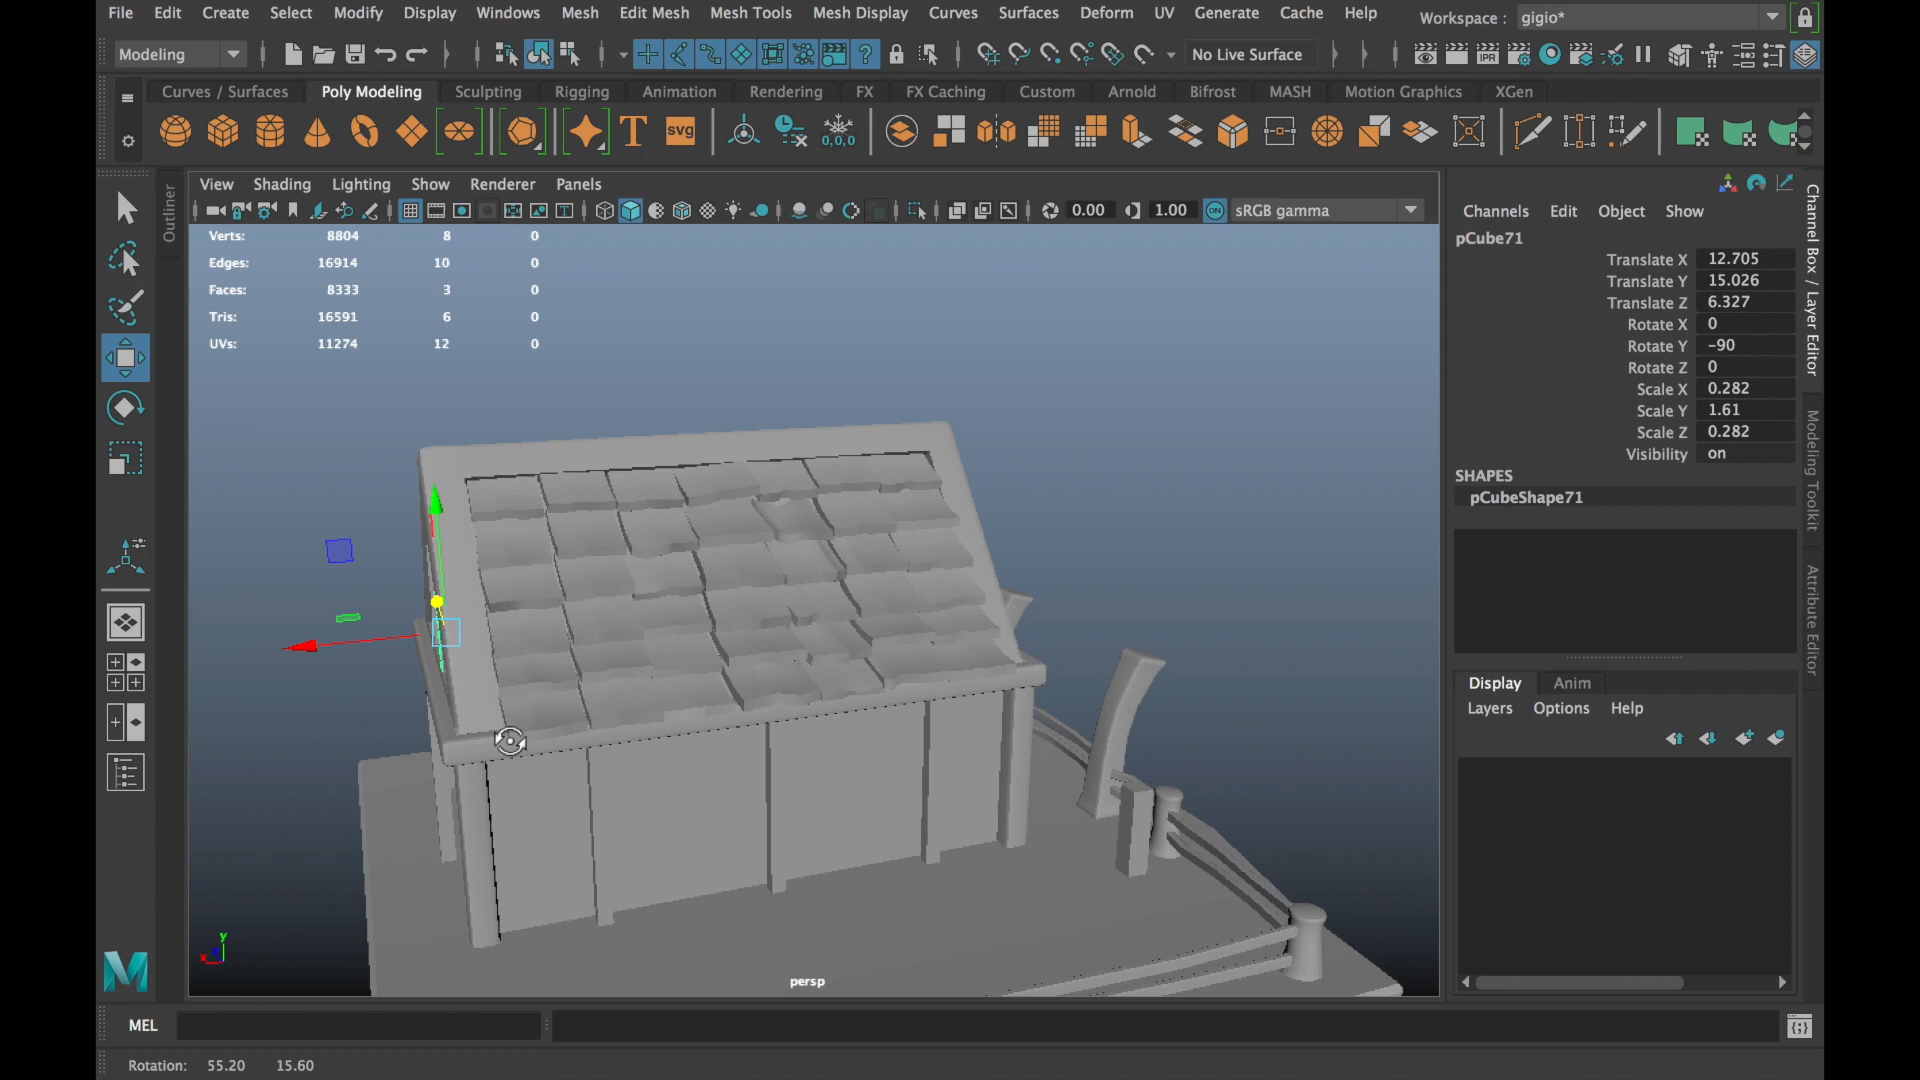 File Edit Create Select Modify Display Windows Mesh Edit Mesh Mesh Tools Mesh Display Curves Surfaces Deform UV Generate Cache Help Workspace : gigio*
Modeling No Live Surface
IPR
Curves / Surfaces Poly Modeling Sculpting Rigging Animation Rendering FX FX Caching Custom Arnold Bifrost MASH Motion Graphics XGen
T svg 0,0,0
View Shading Lighting Show Renderer Panels
0.00 1.00 ON sRGB gamma
Outliner
Verts: 8804 8 0
Edges: 16914 10 0
Faces: 8333 3 0
Tris: 16591 6 0
UVs: 11274 12 0
y
x
persp
Channels Edit Object Show
pCube71
Translate X 12.705
Translate Y 15.026
Translate Z 6.327
Rotate X 0
Rotate Y -90
Rotate Z 0
Scale X 0.282
Scale Y 1.61
Scale Z 0.282
Visibility on
SHAPES
pCubeShape71
Display Anim
Layers Options Help
Channel Box / Layer Editor
Modeling Toolkit
Attribute Editor
M
MEL
Rotation: 55.20 15.60